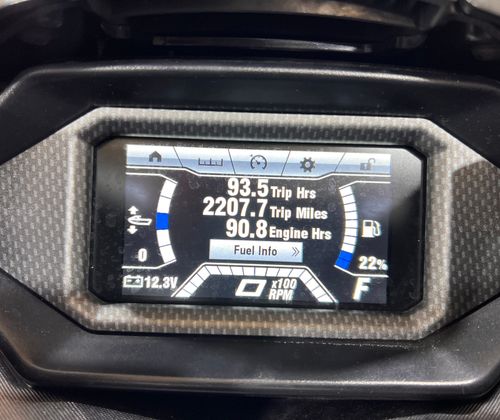 93.5 Trip Hrs
2207.7 Trip Miles
90.8 Engine Hrs
Fuel Info
0
22%
12.3V
0 x100
RPM
F